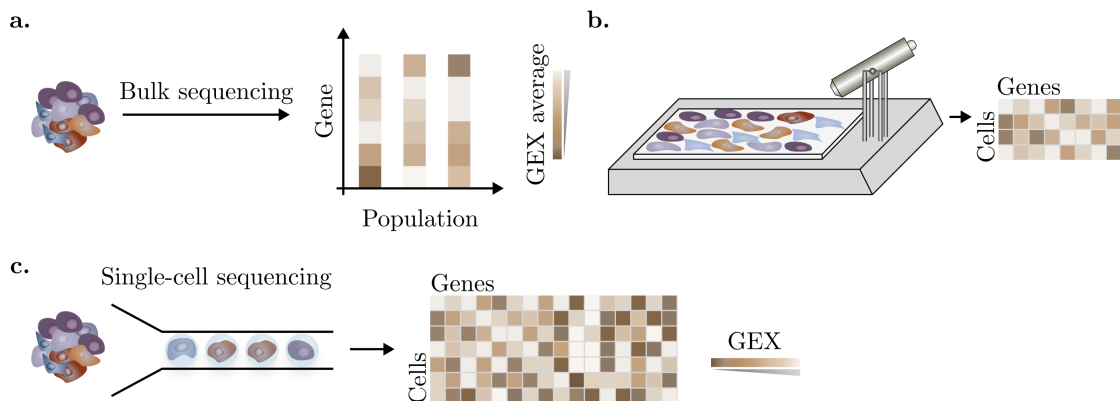 a.
Bulk sequencing
Gene
Population
GEX average
b.
Genes
Cells
c.
Single-cell sequencing
Genes
Cells
GEX